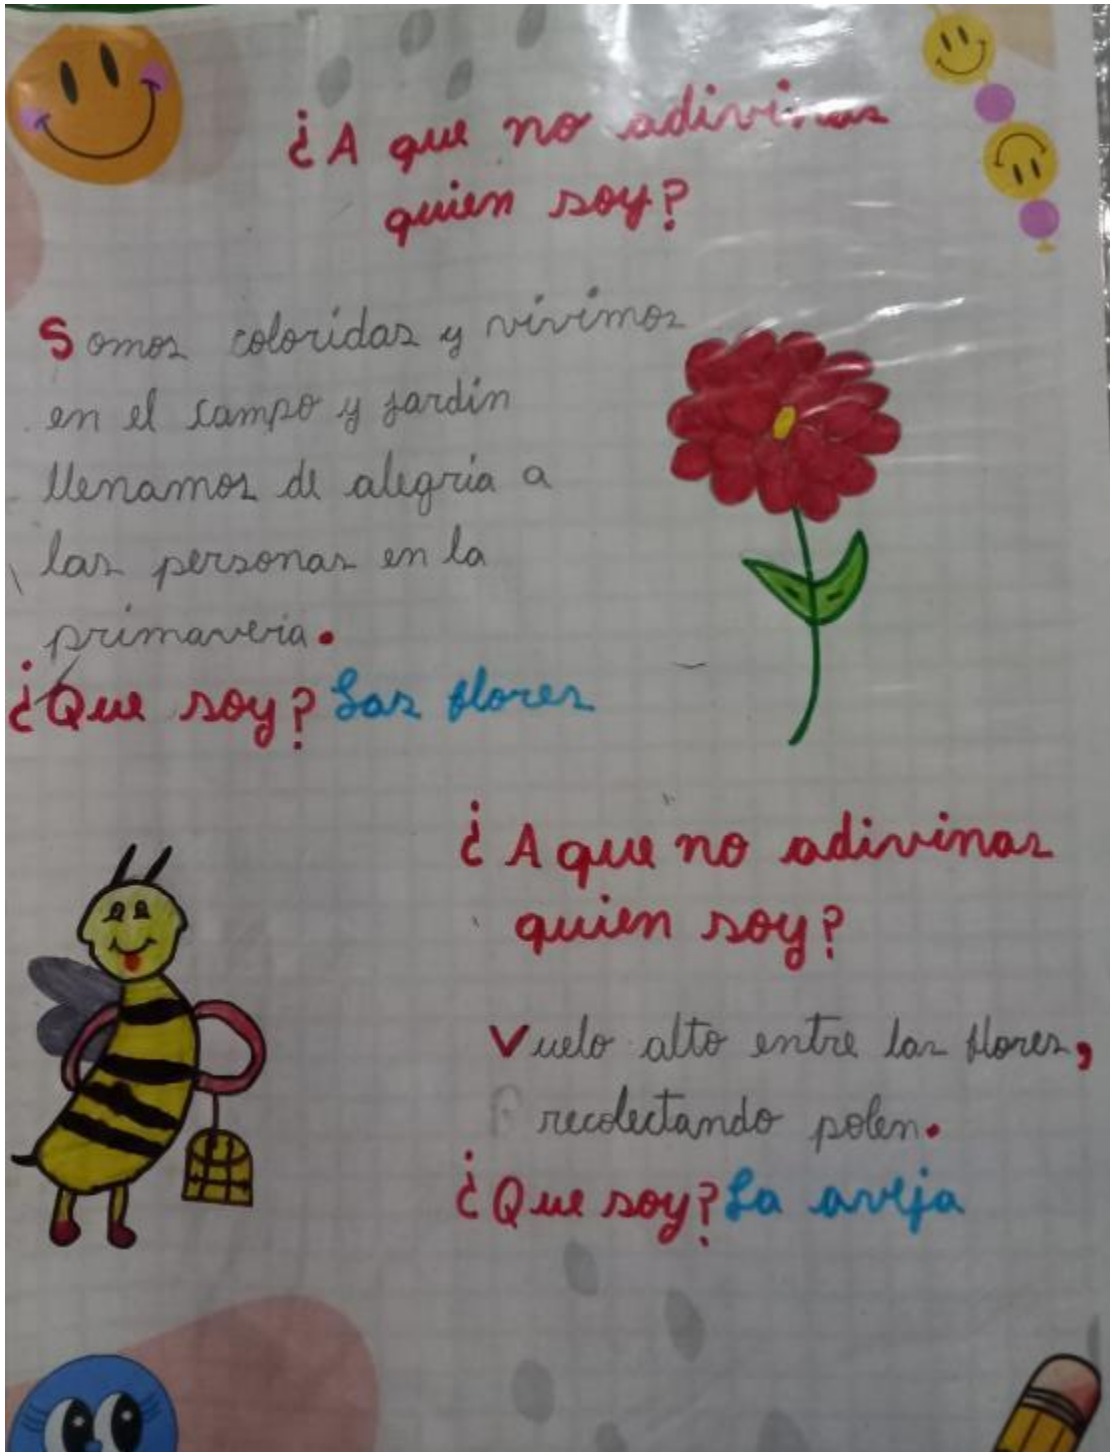 ¿A que no adivinas
quien soy?
Somos coloridas y vivimos
en el campo y jardín
llenamos de alegría a
las personas en la
primavería.
¿Que soy? Las flores
¿A que no adivinas
quien soy?
Vuelo alto entre las flores,
recolectando polen.
¿Que soy? La aveja